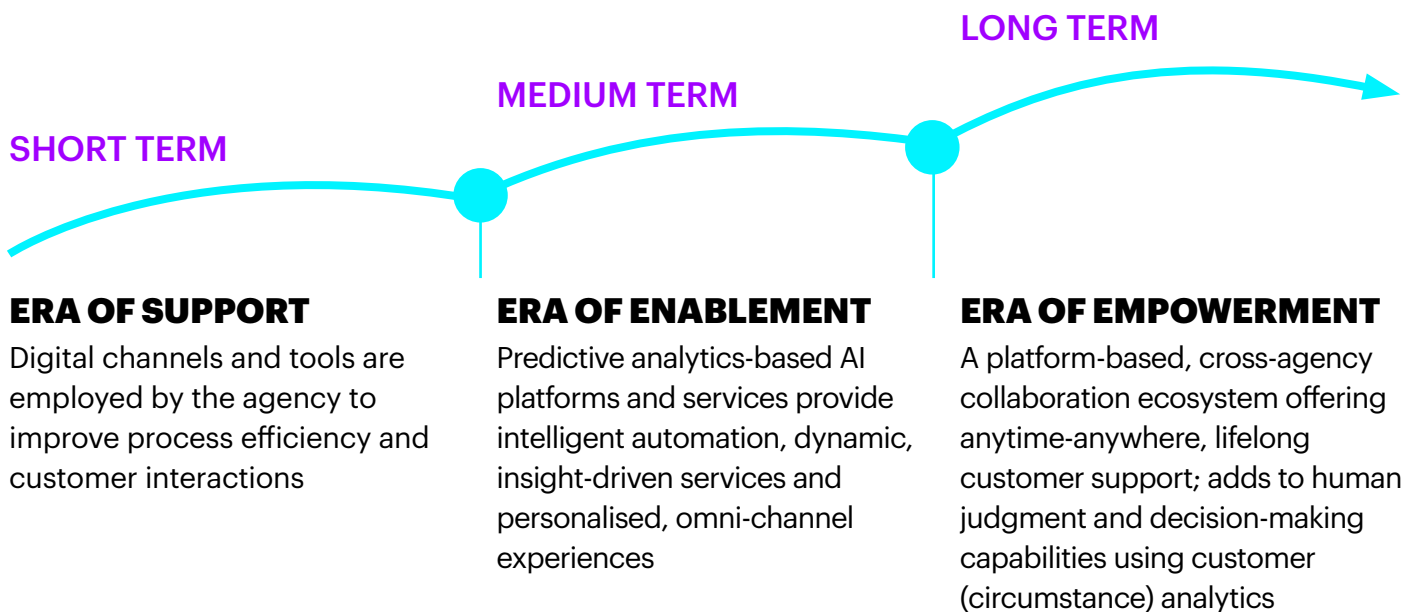 SHORT TERM
ERA OF SUPPORT
Digital channels and tools are
employed by the agency to
improve process efficiency and
customer interactions
MEDIUM TERM
ERA OF ENABLEMENT
Predictive analytics-based AI
platforms and services provide
intelligent automation, dynamic,
insight-driven services and
personalised, omni-channel
experiences
LONG TERM
ERA OF EMPOWERMENT
A platform-based, cross-agency
collaboration ecosystem offering
anytime-anywhere, lifelong
customer support; adds to human
judgment and decision-making
capabilities using customer
(circumstance) analytics